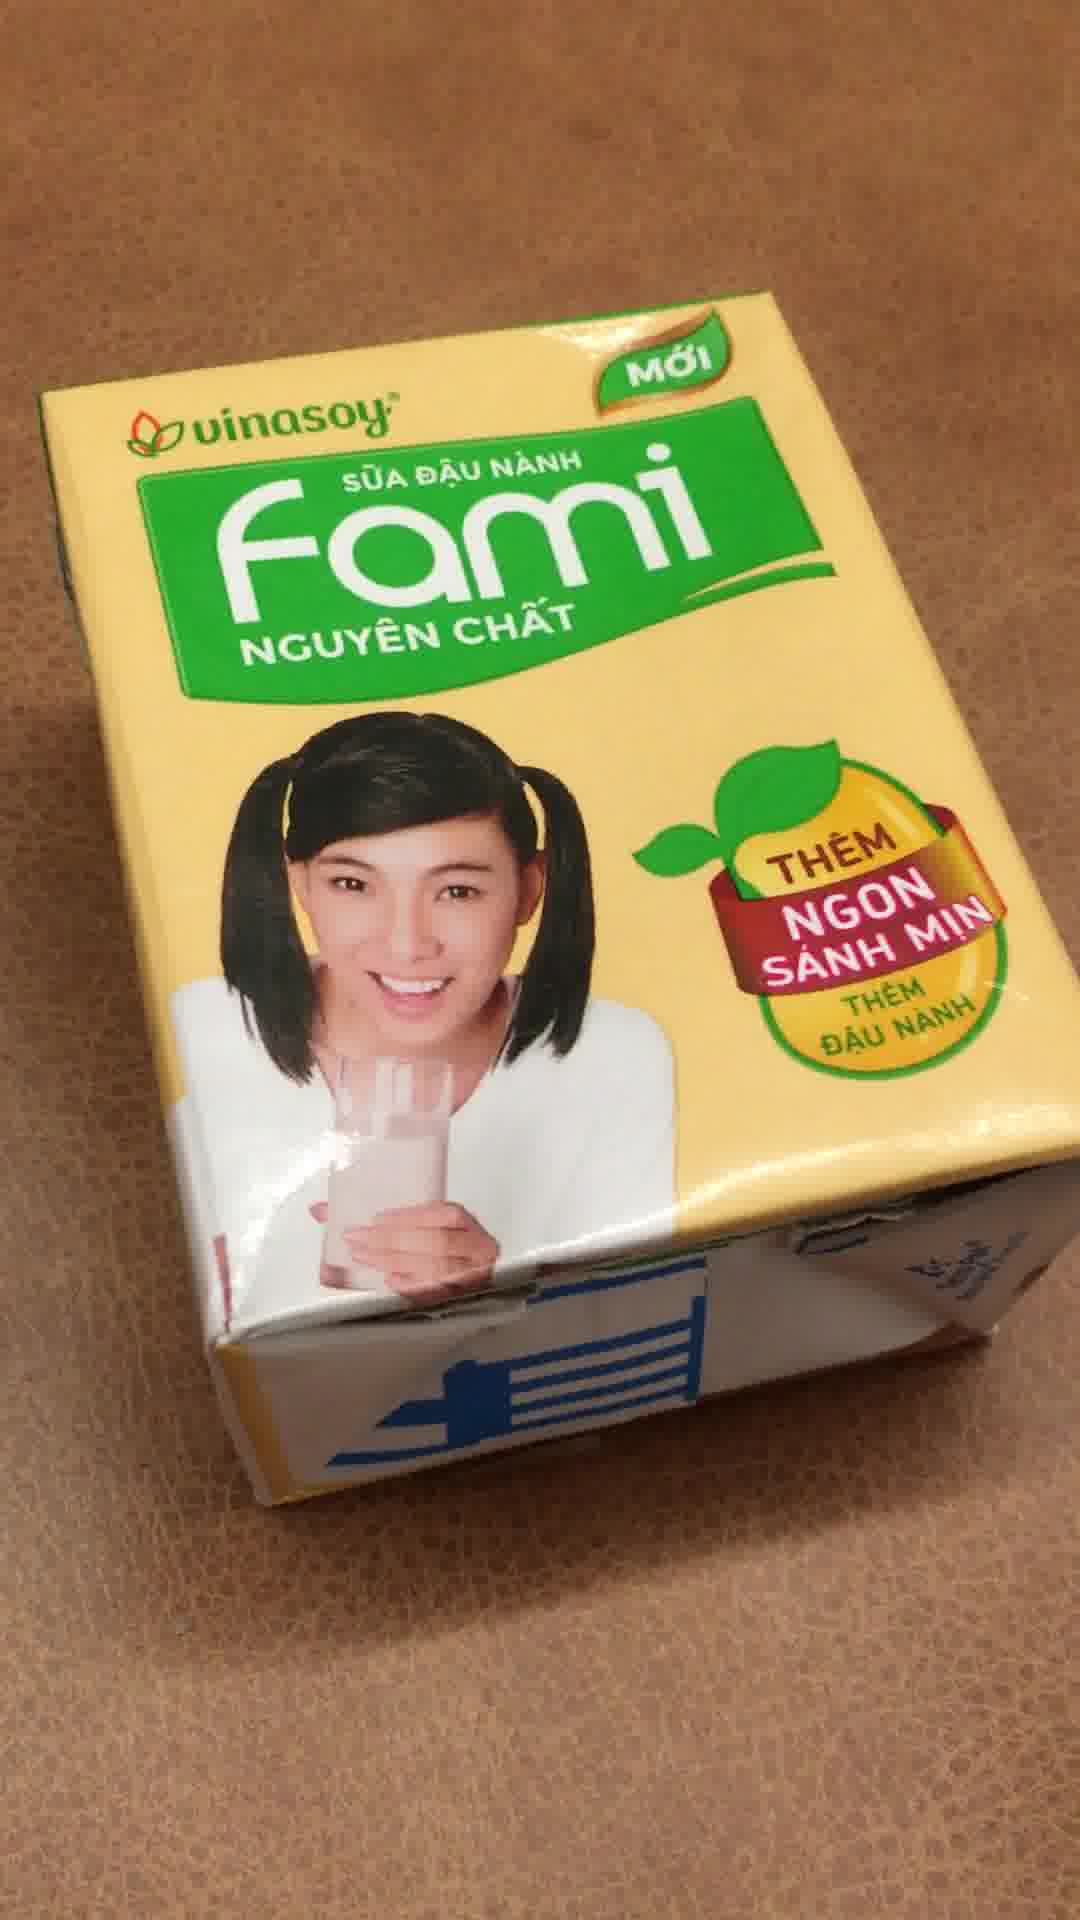 vinasoy®
MỚI
SỮA ĐẬU NÀNH
Fami
NGUYÊN CHẤT
THÊM
NGON
SÁNH MỊN
THÊM
ĐẬU NÀNH